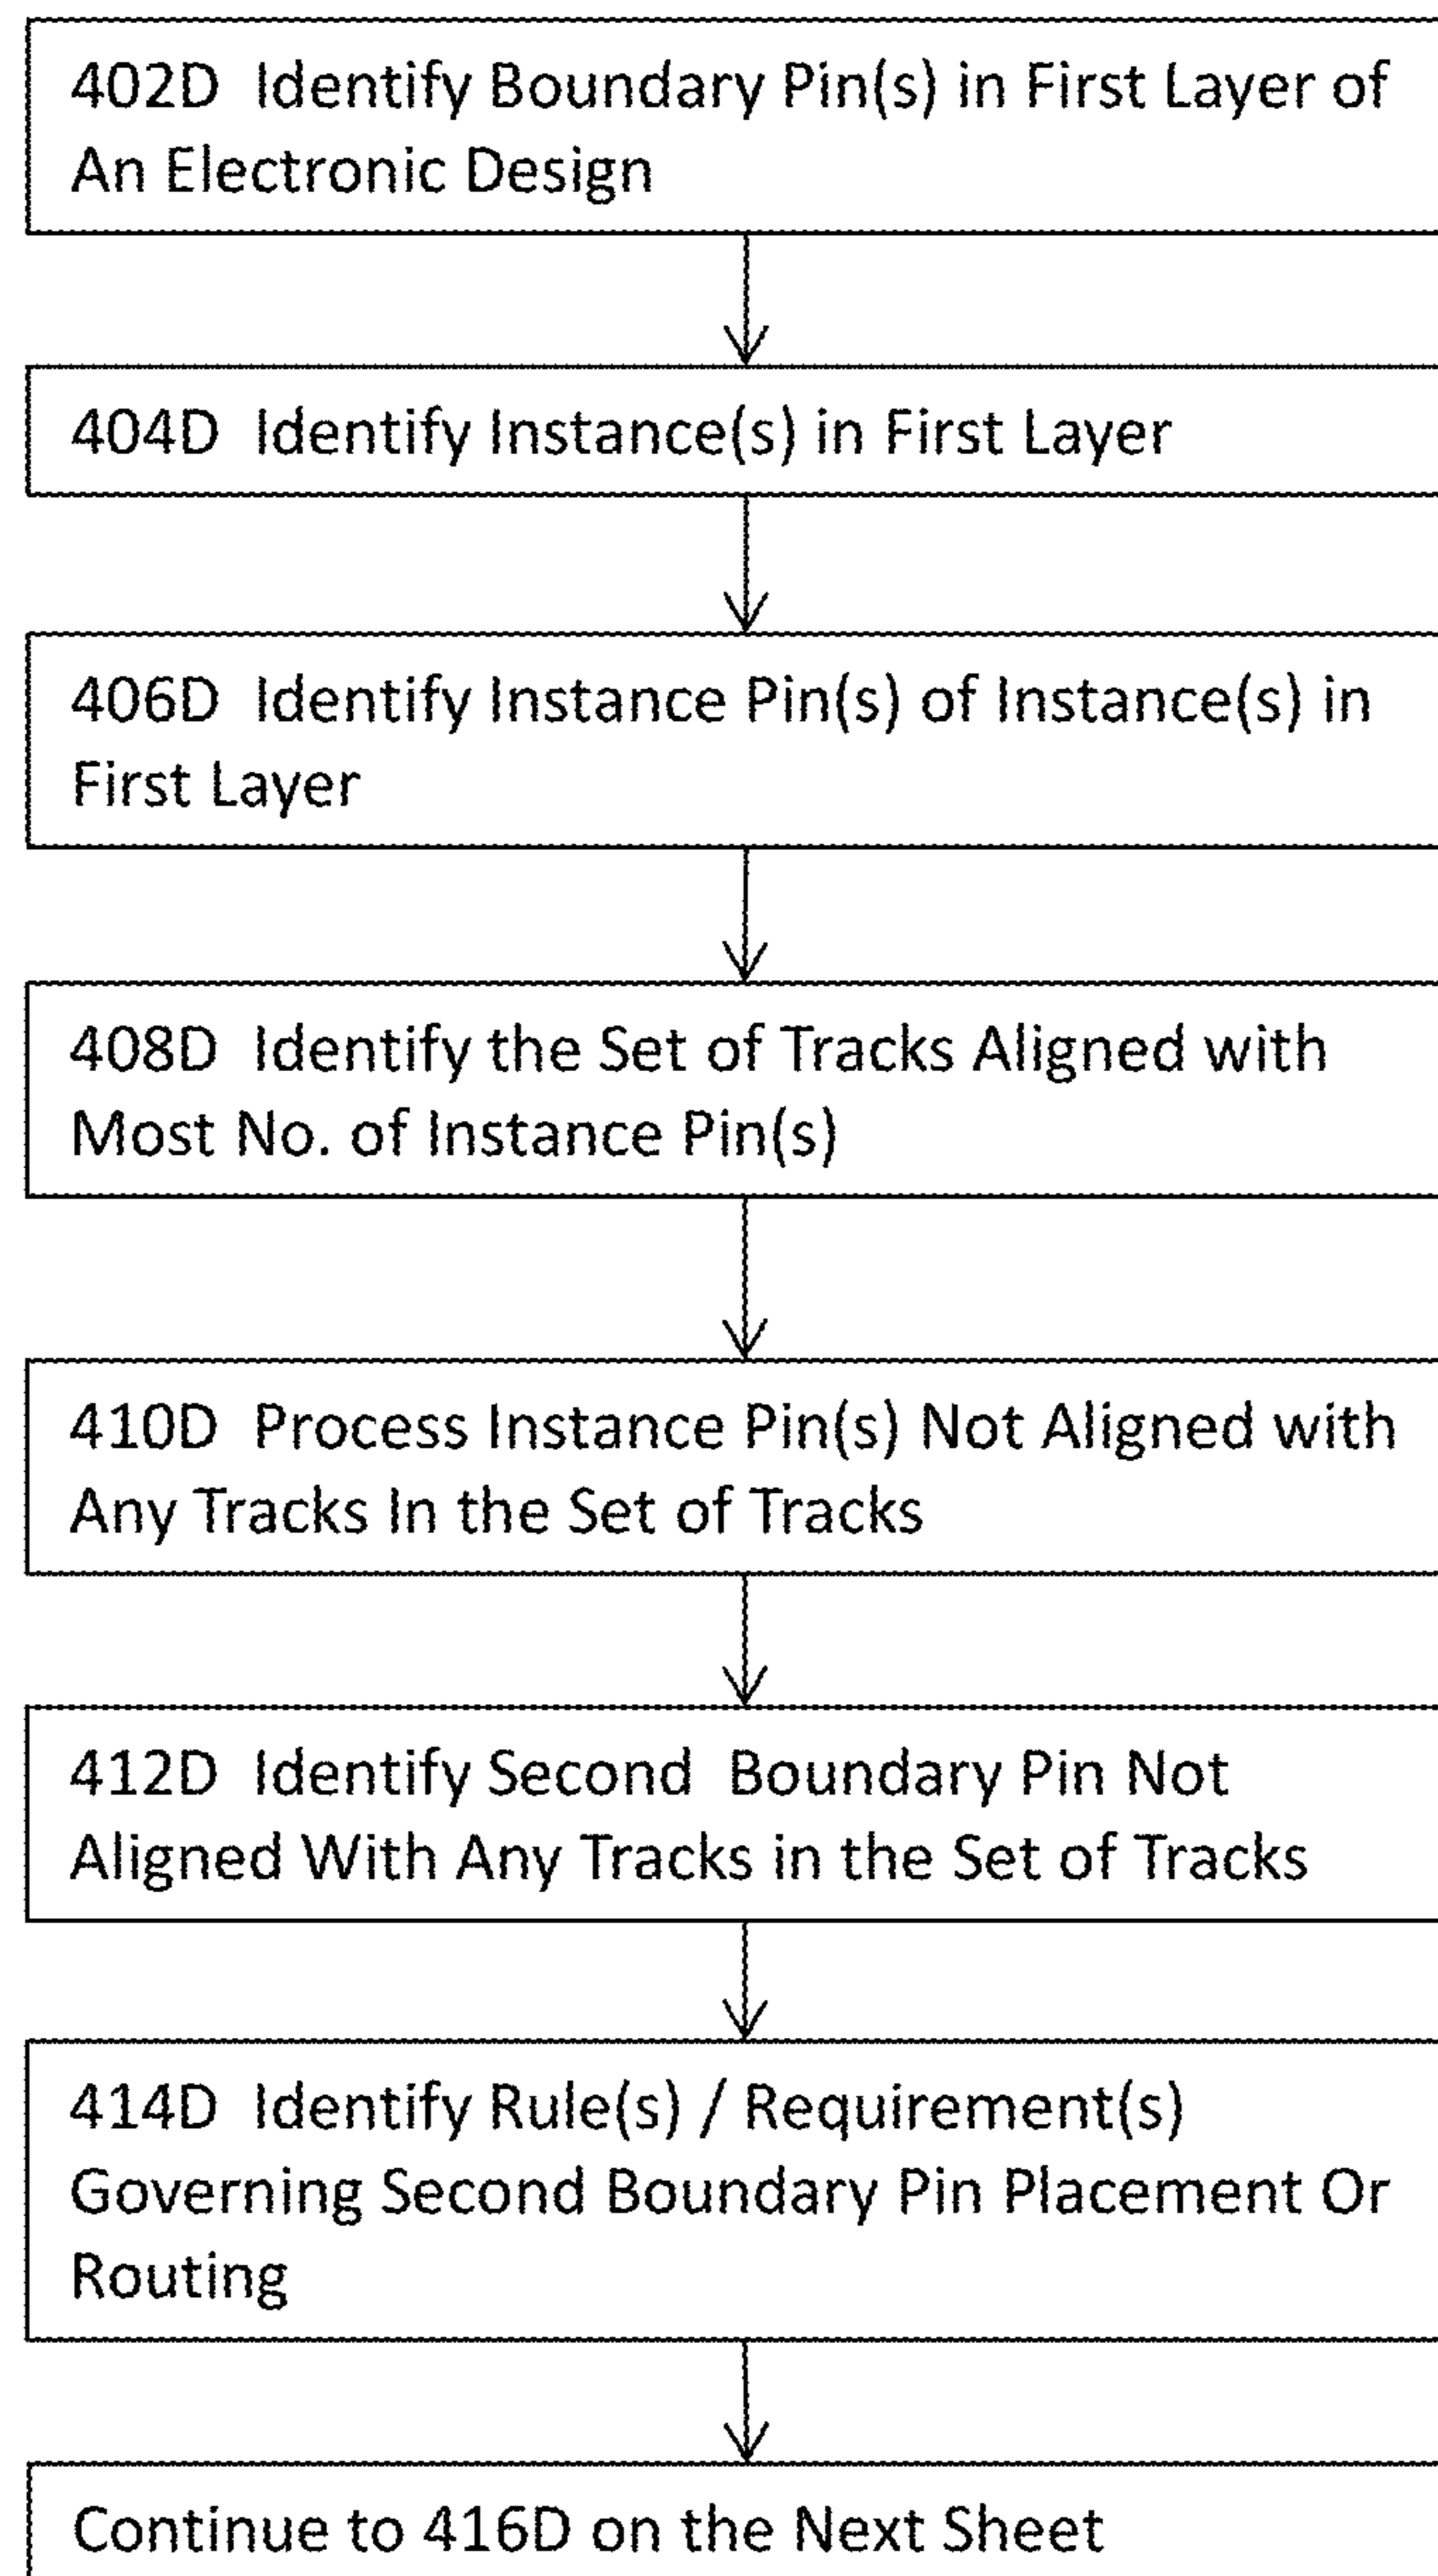 402D Identify Boundary Pin(s) in First Layer of
An Electronic Design
404D Identify Instance(s) in First Layer
406D Identify Instance Pin(s) of Instance(s) in
First Layer
408D Identify the Set of Tracks Aligned with
Most No. of Instance Pin(s)
410D Process Instance Pin(s) Not Aligned with
Any Tracks In the Set of Tracks
412D Identify Second Boundary Pin Not
Aligned With Any Tracks in the Set of Tracks
414D Identify Rule(s) / Requirement(s)
Governing Second Boundary Pin Placement Or
Routing
Continue to 416D on the Next Sheet